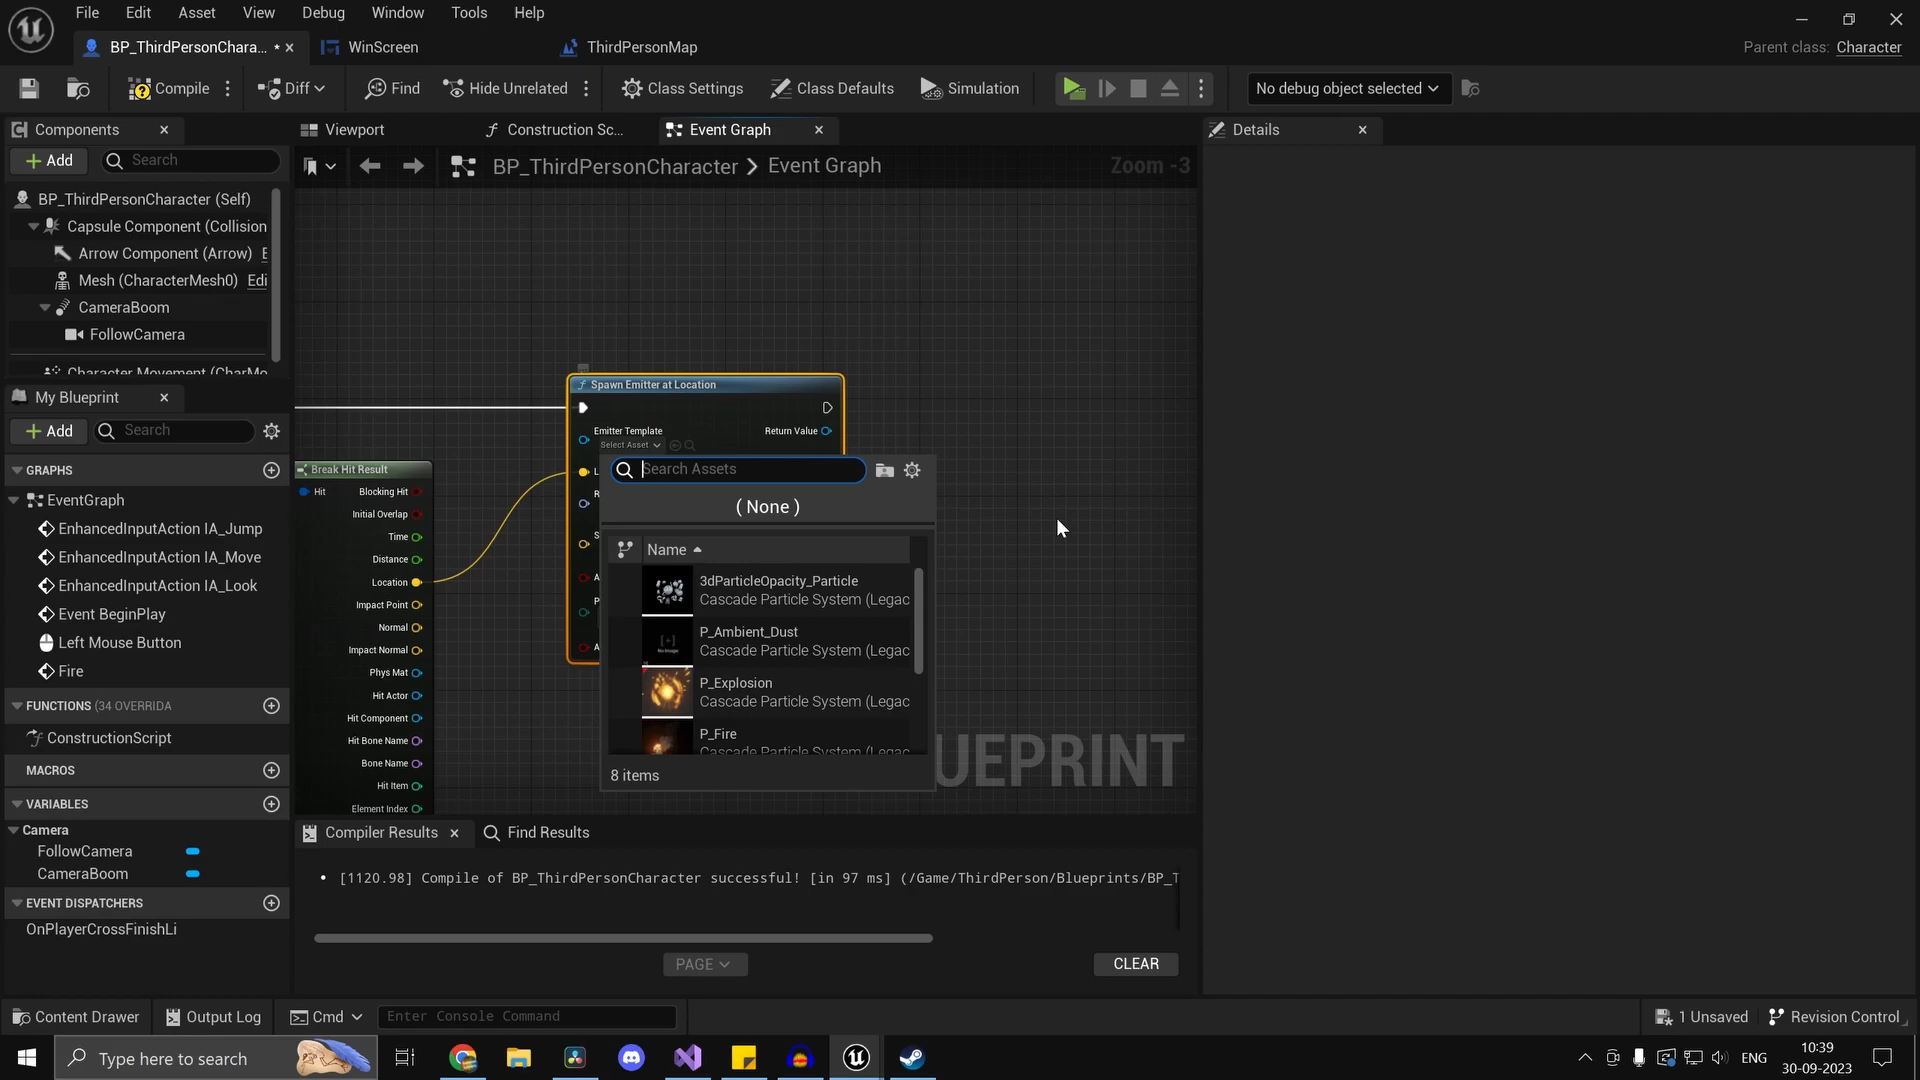 File Edit Asset View Debug Window Tools Help
BP_ThirdPersonChara... * WinScreen ThirdPersonMap Parent class: Character
Compile Diff Find Hide Unrelated Class Settings Class Defaults Simulation No debug object selected
Components
Add Search
BP_ThirdPersonCharacter (Self)
Capsule Component (Collision
Arrow Component (Arrow) E
Mesh (CharacterMesh0) Edi
CameraBoom
FollowCamera
Character Movement (CharMo
My Blueprint
Add Search
GRAPHS
EventGraph
EnhancedInputAction IA_Jump
EnhancedInputAction IA_Move
EnhancedInputAction IA_Look
Event BeginPlay
Left Mouse Button
Fire
FUNCTIONS (34 OVERRIDA
ConstructionScript
MACROS
VARIABLES
Camera
FollowCamera
CameraBoom
EVENT DISPATCHERS
OnPlayerCrossFinishLi
Viewport Construction Sc... Event Graph
BP_ThirdPersonCharacter > Event Graph Zoom -3
Spawn Emitter at Location
Emitter Template Return Value
Select Asset
L
R
S
A
P
A
Break Hit Result
Hit Blocking Hit
Initial Overlap
Time
Distance
Location
Impact Point
Normal
Impact Normal
Phys Mat
Hit Actor
Hit Component
Hit Bone Name
Bone Name
Hit Item
Element Index
Search Assets
( None )
Name
3dParticleOpacity_Particle
Cascade Particle System (Legac
P_Ambient_Dust
Cascade Particle System (Legac
P_Explosion
Cascade Particle System (Legac
P_Fire
Cascade Particle System (Legac
8 items
UEPRINT
Compiler Results Find Results
• [1120.98] Compile of BP_ThirdPersonCharacter successful! [in 97 ms] (/Game/ThirdPerson/Blueprints/BP_T
PAGE CLEAR
Details
Content Drawer Output Log Cmd Enter Console Command 1 Unsaved Revision Control
Type here to search ENG 10:39
30-09-2023